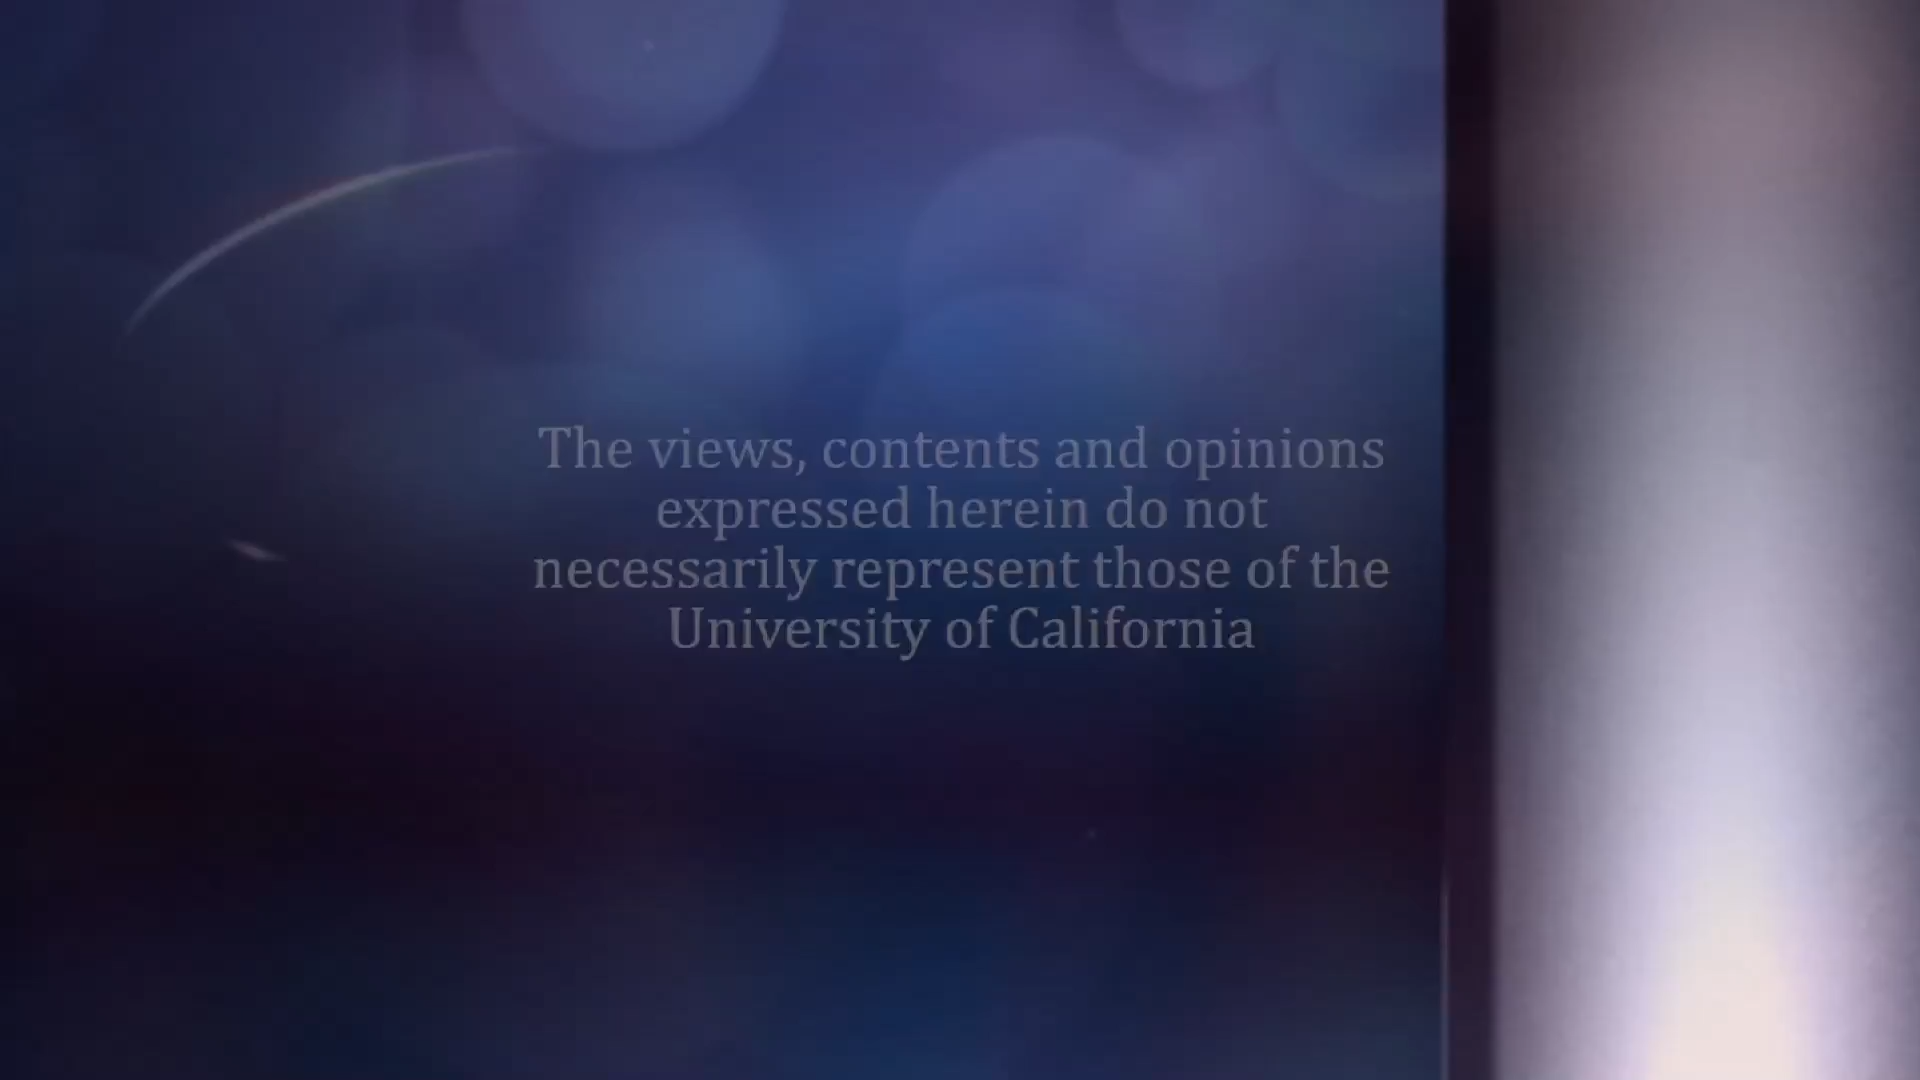 The views, contents and opinions
expressed herein do not
necessarily represent those of the
University of California